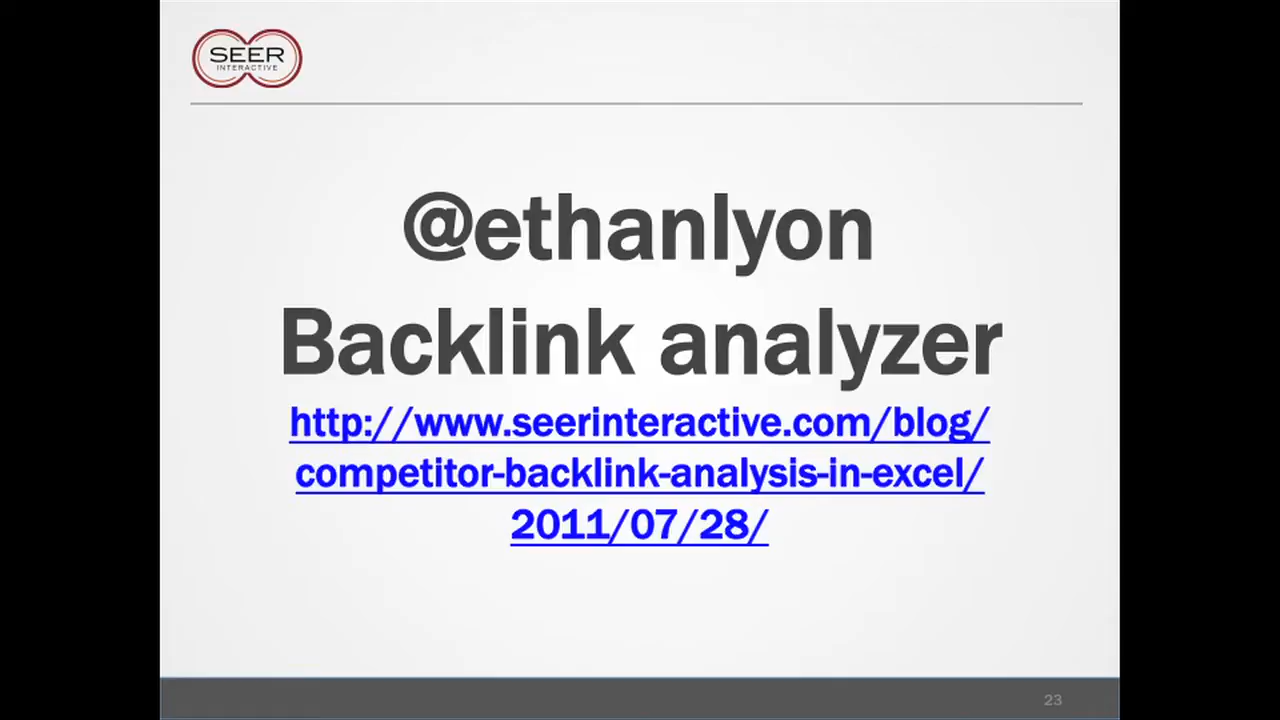 SEER
INTERACTIVE
@ethanlyon
Backlink analyzer
http://www.seerinteractive.com/blog/
competitor-backlink-analysis-in-excel/
2011/07/28/
23